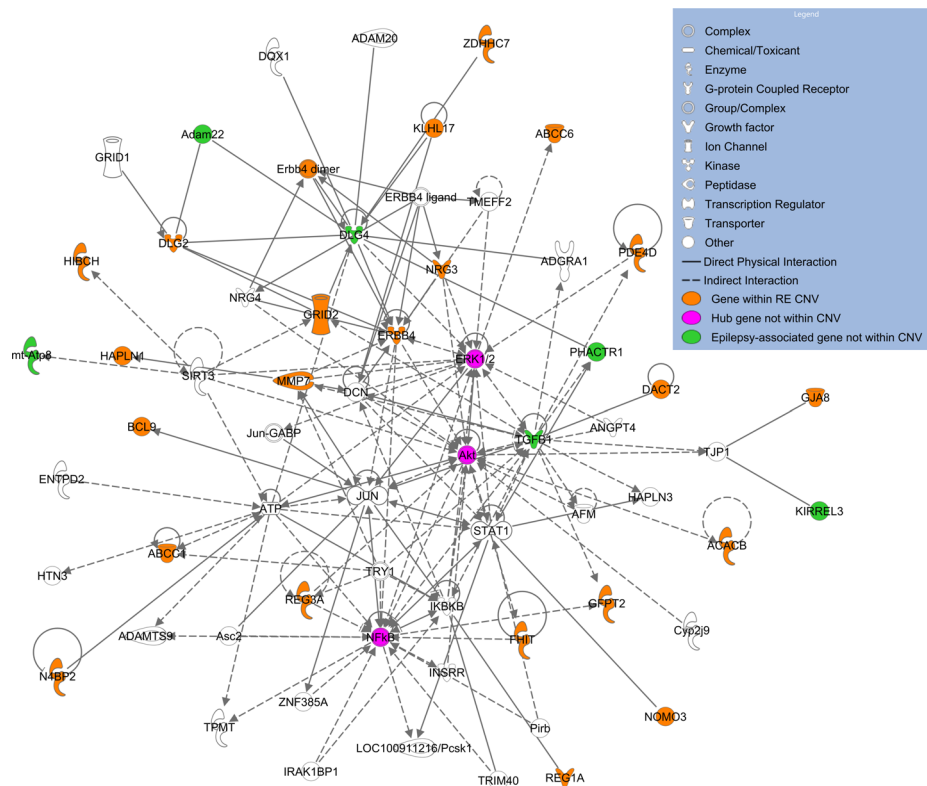 Legend
Complex
Chemical/Toxicant
Enzyme
G-protein Coupled Receptor
Group/Complex
Growth factor
Ion Channel
Kinase
Peptidase
Transcription Regulator
Transporter
Other
Direct Physical Interaction
Indirect Interaction
Gene within RE CNV
Hub gene not within CNV
Epilepsy-associated gene not within CNV
ADAM20
ZDHHC7
DQX1
KLHL17
Adam22
ABCC6
GRID1
Erbb4 dimer
ERBB4 ligand
TMEFF2
DLG4
DLG2
PDE4D
HIBCH
ADGRA1
NRG3
NRG4
GRID2
ERBB4
mt-Atp8
HAPLN1
ERK1/2
PHACTR1
SIRT3
MMP7
DCN
DACT2
GJA8
BCL9
Jun-GABP
TGFB1
ANGPT4
Akt
TJP1
ENTPD2
JUN
HAPLN3
ATP
AFM
KIRREL3
STAT1
ABCC1
ACACB
HTN3
TRY1
REG3A
IKBKB
GFPT2
ADAMTS9
Asc2
NFkB
FHIT
Cyp2j9
N4BP2
INSRR
ZNF385A
NOMO3
TPMT
Pirb
LOC100911216/Pcsk1
IRAK1BP1
TRIM40
REG1A